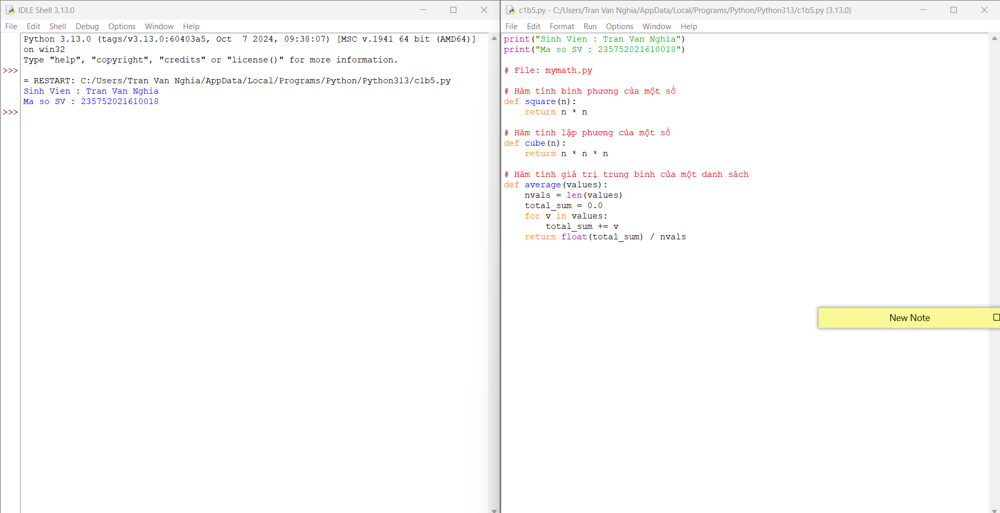 IDLE Shell 3.13.0
File Edit Shell Debug Options Window Help
Python 3.13.0 (tags/v3.13.0:60403a5, Oct  7 2024, 09:38:07) [MSC v.1941 64 bit (AMD64)]
on win32
Type "help", "copyright", "credits" or "license()" for more information.
>>>
= RESTART: C:/Users/Tran Van Nghia/AppData/Local/Programs/Python/Python313/c1b5.py
Sinh Vien : Tran Van Nghia
Ma so SV : 235752021610018
>>>
c1b5.py - C:/Users/Tran Van Nghia/AppData/Local/Programs/Python/Python313/c1b5.py (3.13.0)
File Edit Format Run Options Window Help
print("Sinh Vien : Tran Van Nghia")
print("Ma so SV : 235752021610018")
# File: mymath.py
# Hàm tính bình phương của một số
def square(n):
    return n * n
# Hàm tính lập phương của một số
def cube(n):
    return n * n * n
# Hàm tính giá trị trung bình của một danh sách
def average(values):
    nvals = len(values)
    total_sum = 0.0
    for v in values:
        total_sum += v
    return float(total_sum) / nvals
New Note